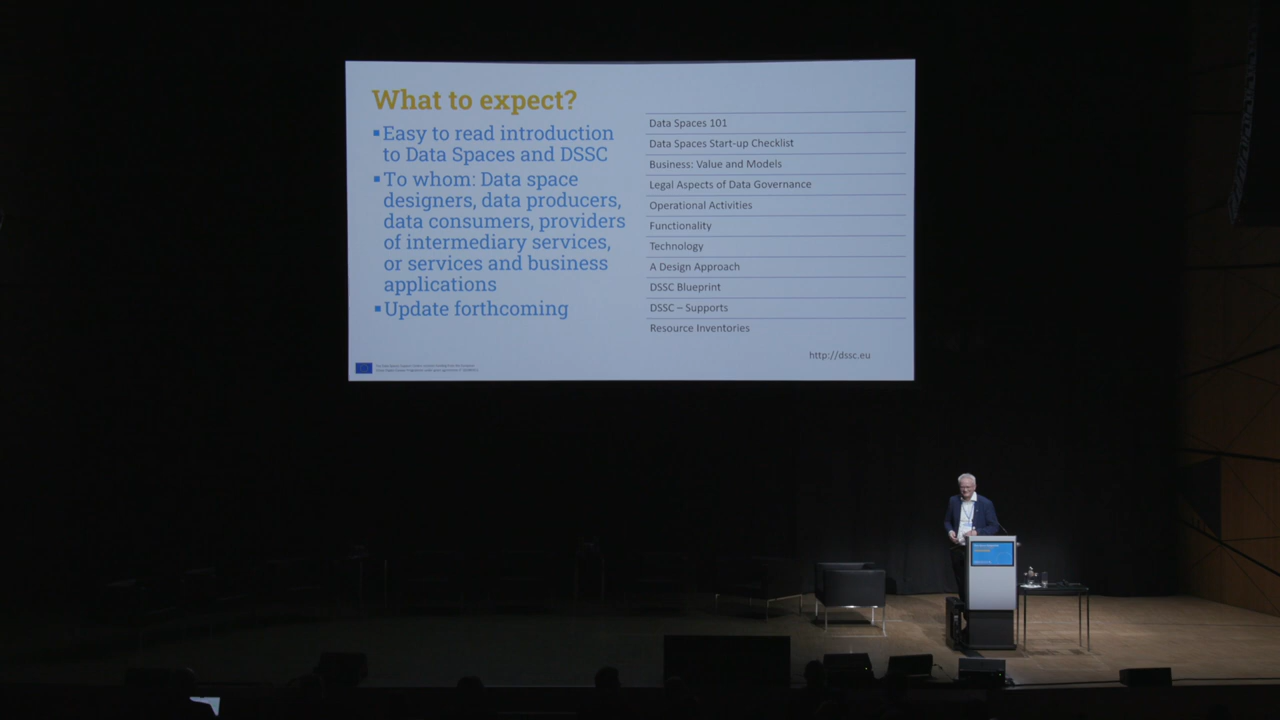 What to expect?
▪Easy to read introduction
to Data Spaces and DSSC
▪To whom: Data space
designers, data producers,
data consumers, providers
of intermediary services,
or services and business
applications
▪Update forthcoming
Data Spaces 101
Data Spaces Start-up Checklist
Business: Value and Models
Legal Aspects of Data Governance
Operational Activities
Functionality
Technology
A Design Approach
DSSC Blueprint
DSSC – Supports
Resource Inventories
http://dssc.eu